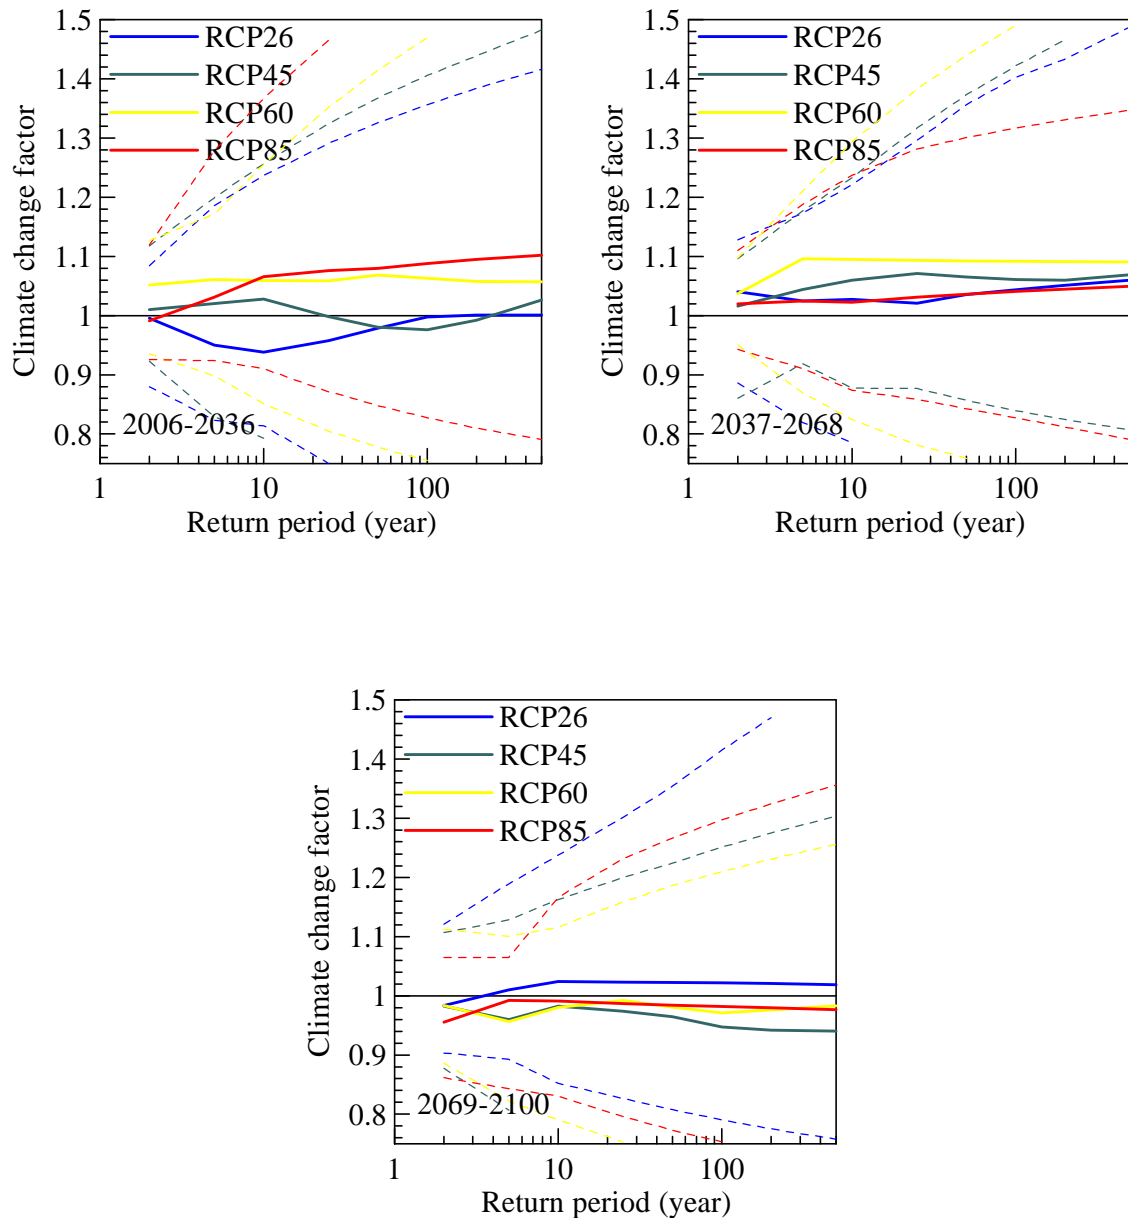 1.5
1.4
1.3
1.2
1.1
1
0.9
0.8
Climate change factor
RCP26
RCP45
RCP60
RCP85
2006-2036
1 10 100
Return period (year)
1.5
1.4
1.3
1.2
1.1
1
0.9
0.8
Climate change factor
RCP26
RCP45
RCP60
RCP85
2037-2068
1 10 100
Return period (year)
1.5
1.4
1.3
1.2
1.1
1
0.9
0.8
Climate change factor
RCP26
RCP45
RCP60
RCP85
2069-2100
1 10 100
Return period (year)